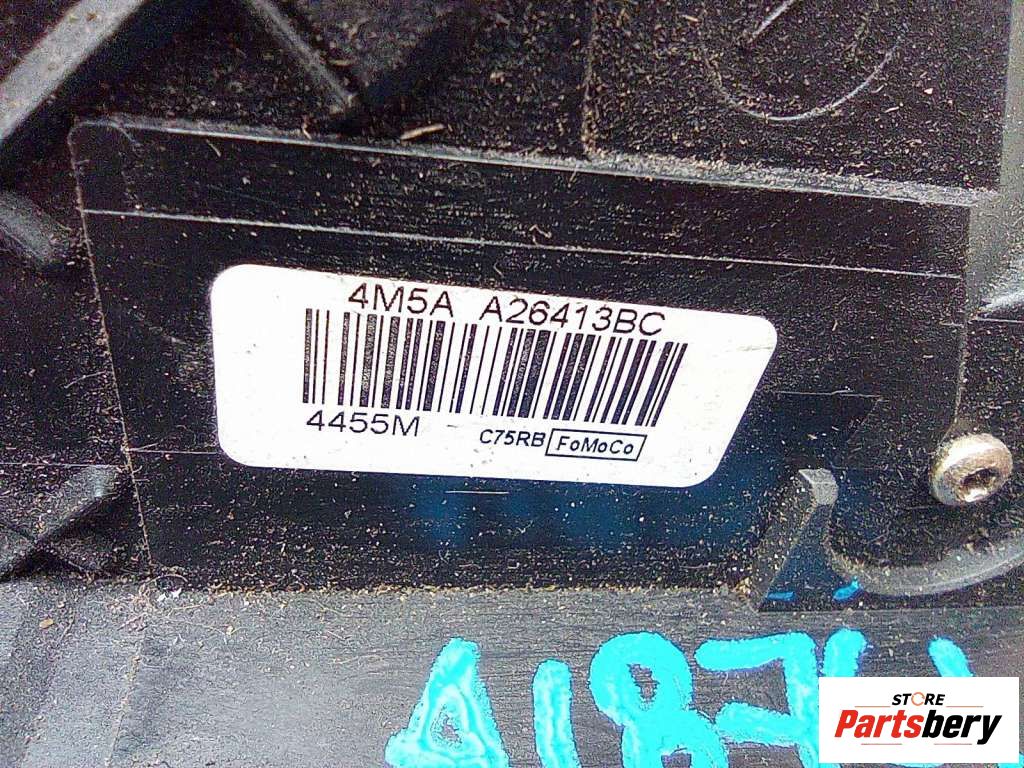 4M5A A26413BC
4455M C75RB FoMoCo
STORE
Partsbery